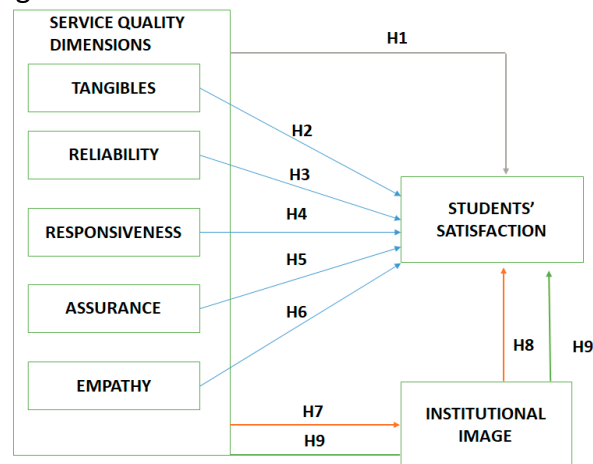 SERVICE QUALITY
DIMENSIONS
H1
TANGIBLES
H2
RELIABILITY
H3
H4
RESPONSIVENESS
STUDENTS’
SATISFACTION
H5
ASSURANCE
H6
EMPATHY
H8
H9
H7
INSTITUTIONAL
IMAGE
H9